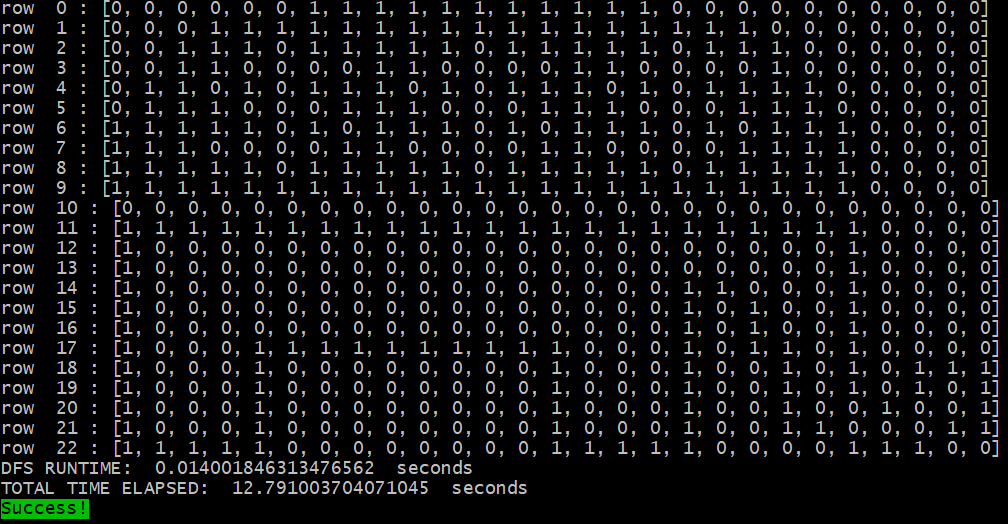 row 0 : [0, 0, 0, 0, 0, 0, 1, 1, 1, 1, 1, 1, 1, 1, 1, 1, 1, 0, 0, 0, 0, 0, 0, 0, 0, 0, 0]
row 1 : [0, 0, 0, 1, 1, 1, 1, 1, 1, 1, 1, 1, 1, 1, 1, 1, 1, 1, 1, 1, 0, 0, 0, 0, 0, 0, 0]
row 2 : [0, 0, 1, 1, 1, 0, 1, 1, 1, 1, 1, 0, 1, 1, 1, 1, 1, 0, 1, 1, 1, 0, 0, 0, 0, 0, 0]
row 3 : [0, 0, 1, 1, 0, 0, 0, 0, 1, 1, 0, 0, 0, 0, 1, 1, 0, 0, 0, 0, 1, 0, 0, 0, 0, 0, 0]
row 4 : [0, 1, 1, 0, 1, 0, 1, 1, 1, 0, 1, 0, 1, 1, 1, 0, 1, 0, 1, 1, 1, 1, 0, 0, 0, 0, 0]
row 5 : [0, 1, 1, 1, 0, 0, 0, 1, 1, 1, 0, 0, 0, 1, 1, 1, 0, 0, 0, 1, 1, 1, 0, 0, 0, 0, 0]
row 6 : [1, 1, 1, 1, 1, 0, 1, 0, 1, 1, 1, 0, 1, 0, 1, 1, 1, 0, 1, 0, 1, 1, 1, 0, 0, 0, 0]
row 7 : [1, 1, 1, 0, 0, 0, 0, 1, 1, 0, 0, 0, 0, 1, 1, 0, 0, 0, 0, 1, 1, 1, 1, 0, 0, 0, 0]
row 8 : [1, 1, 1, 1, 1, 0, 1, 1, 1, 1, 1, 0, 1, 1, 1, 1, 1, 0, 1, 1, 1, 1, 1, 0, 0, 0, 0]
row 9 : [1, 1, 1, 1, 1, 1, 1, 1, 1, 1, 1, 1, 1, 1, 1, 1, 1, 1, 1, 1, 1, 1, 1, 0, 0, 0, 0]
row 10 : [0, 0, 0, 0, 0, 0, 0, 0, 0, 0, 0, 0, 0, 0, 0, 0, 0, 0, 0, 0, 0, 0, 0, 0, 0, 0, 0]
row 11 : [1, 1, 1, 1, 1, 1, 1, 1, 1, 1, 1, 1, 1, 1, 1, 1, 1, 1, 1, 1, 1, 1, 1, 0, 0, 0, 0]
row 12 : [1, 0, 0, 0, 0, 0, 0, 0, 0, 0, 0, 0, 0, 0, 0, 0, 0, 0, 0, 0, 0, 0, 1, 0, 0, 0, 0]
row 13 : [1, 0, 0, 0, 0, 0, 0, 0, 0, 0, 0, 0, 0, 0, 0, 0, 0, 0, 0, 0, 0, 0, 1, 0, 0, 0, 0]
row 14 : [1, 0, 0, 0, 0, 0, 0, 0, 0, 0, 0, 0, 0, 0, 0, 0, 0, 1, 1, 0, 0, 0, 1, 0, 0, 0, 0]
row 15 : [1, 0, 0, 0, 0, 0, 0, 0, 0, 0, 0, 0, 0, 0, 0, 0, 0, 1, 0, 1, 0, 0, 1, 0, 0, 0, 0]
row 16 : [1, 0, 0, 0, 0, 0, 0, 0, 0, 0, 0, 0, 0, 0, 0, 0, 0, 1, 0, 1, 0, 0, 1, 0, 0, 0, 0]
row 17 : [1, 0, 0, 0, 1, 1, 1, 1, 1, 1, 1, 1, 1, 1, 0, 0, 0, 1, 0, 1, 1, 0, 1, 0, 0, 0, 0]
row 18 : [1, 0, 0, 0, 1, 0, 0, 0, 0, 0, 0, 0, 0, 1, 0, 0, 0, 1, 0, 0, 1, 0, 1, 0, 1, 1, 1]
row 19 : [1, 0, 0, 0, 1, 0, 0, 0, 0, 0, 0, 0, 0, 1, 0, 0, 0, 1, 0, 0, 1, 0, 1, 0, 1, 0, 1]
row 20 : [1, 0, 0, 0, 1, 0, 0, 0, 0, 0, 0, 0, 0, 1, 0, 0, 0, 1, 0, 0, 1, 0, 0, 1, 0, 0, 1]
row 21 : [1, 0, 0, 0, 1, 0, 0, 0, 0, 0, 0, 0, 0, 1, 0, 0, 0, 1, 0, 0, 1, 1, 0, 0, 0, 1, 1]
row 22 : [1, 1, 1, 1, 1, 0, 0, 0, 0, 0, 0, 0, 0, 1, 1, 1, 1, 1, 0, 0, 0, 0, 1, 1, 1, 0, 0]
DFS RUNTIME: 0.014001846313476562 seconds
TOTAL TIME ELAPSED: 12.791003704071045 seconds
Success!